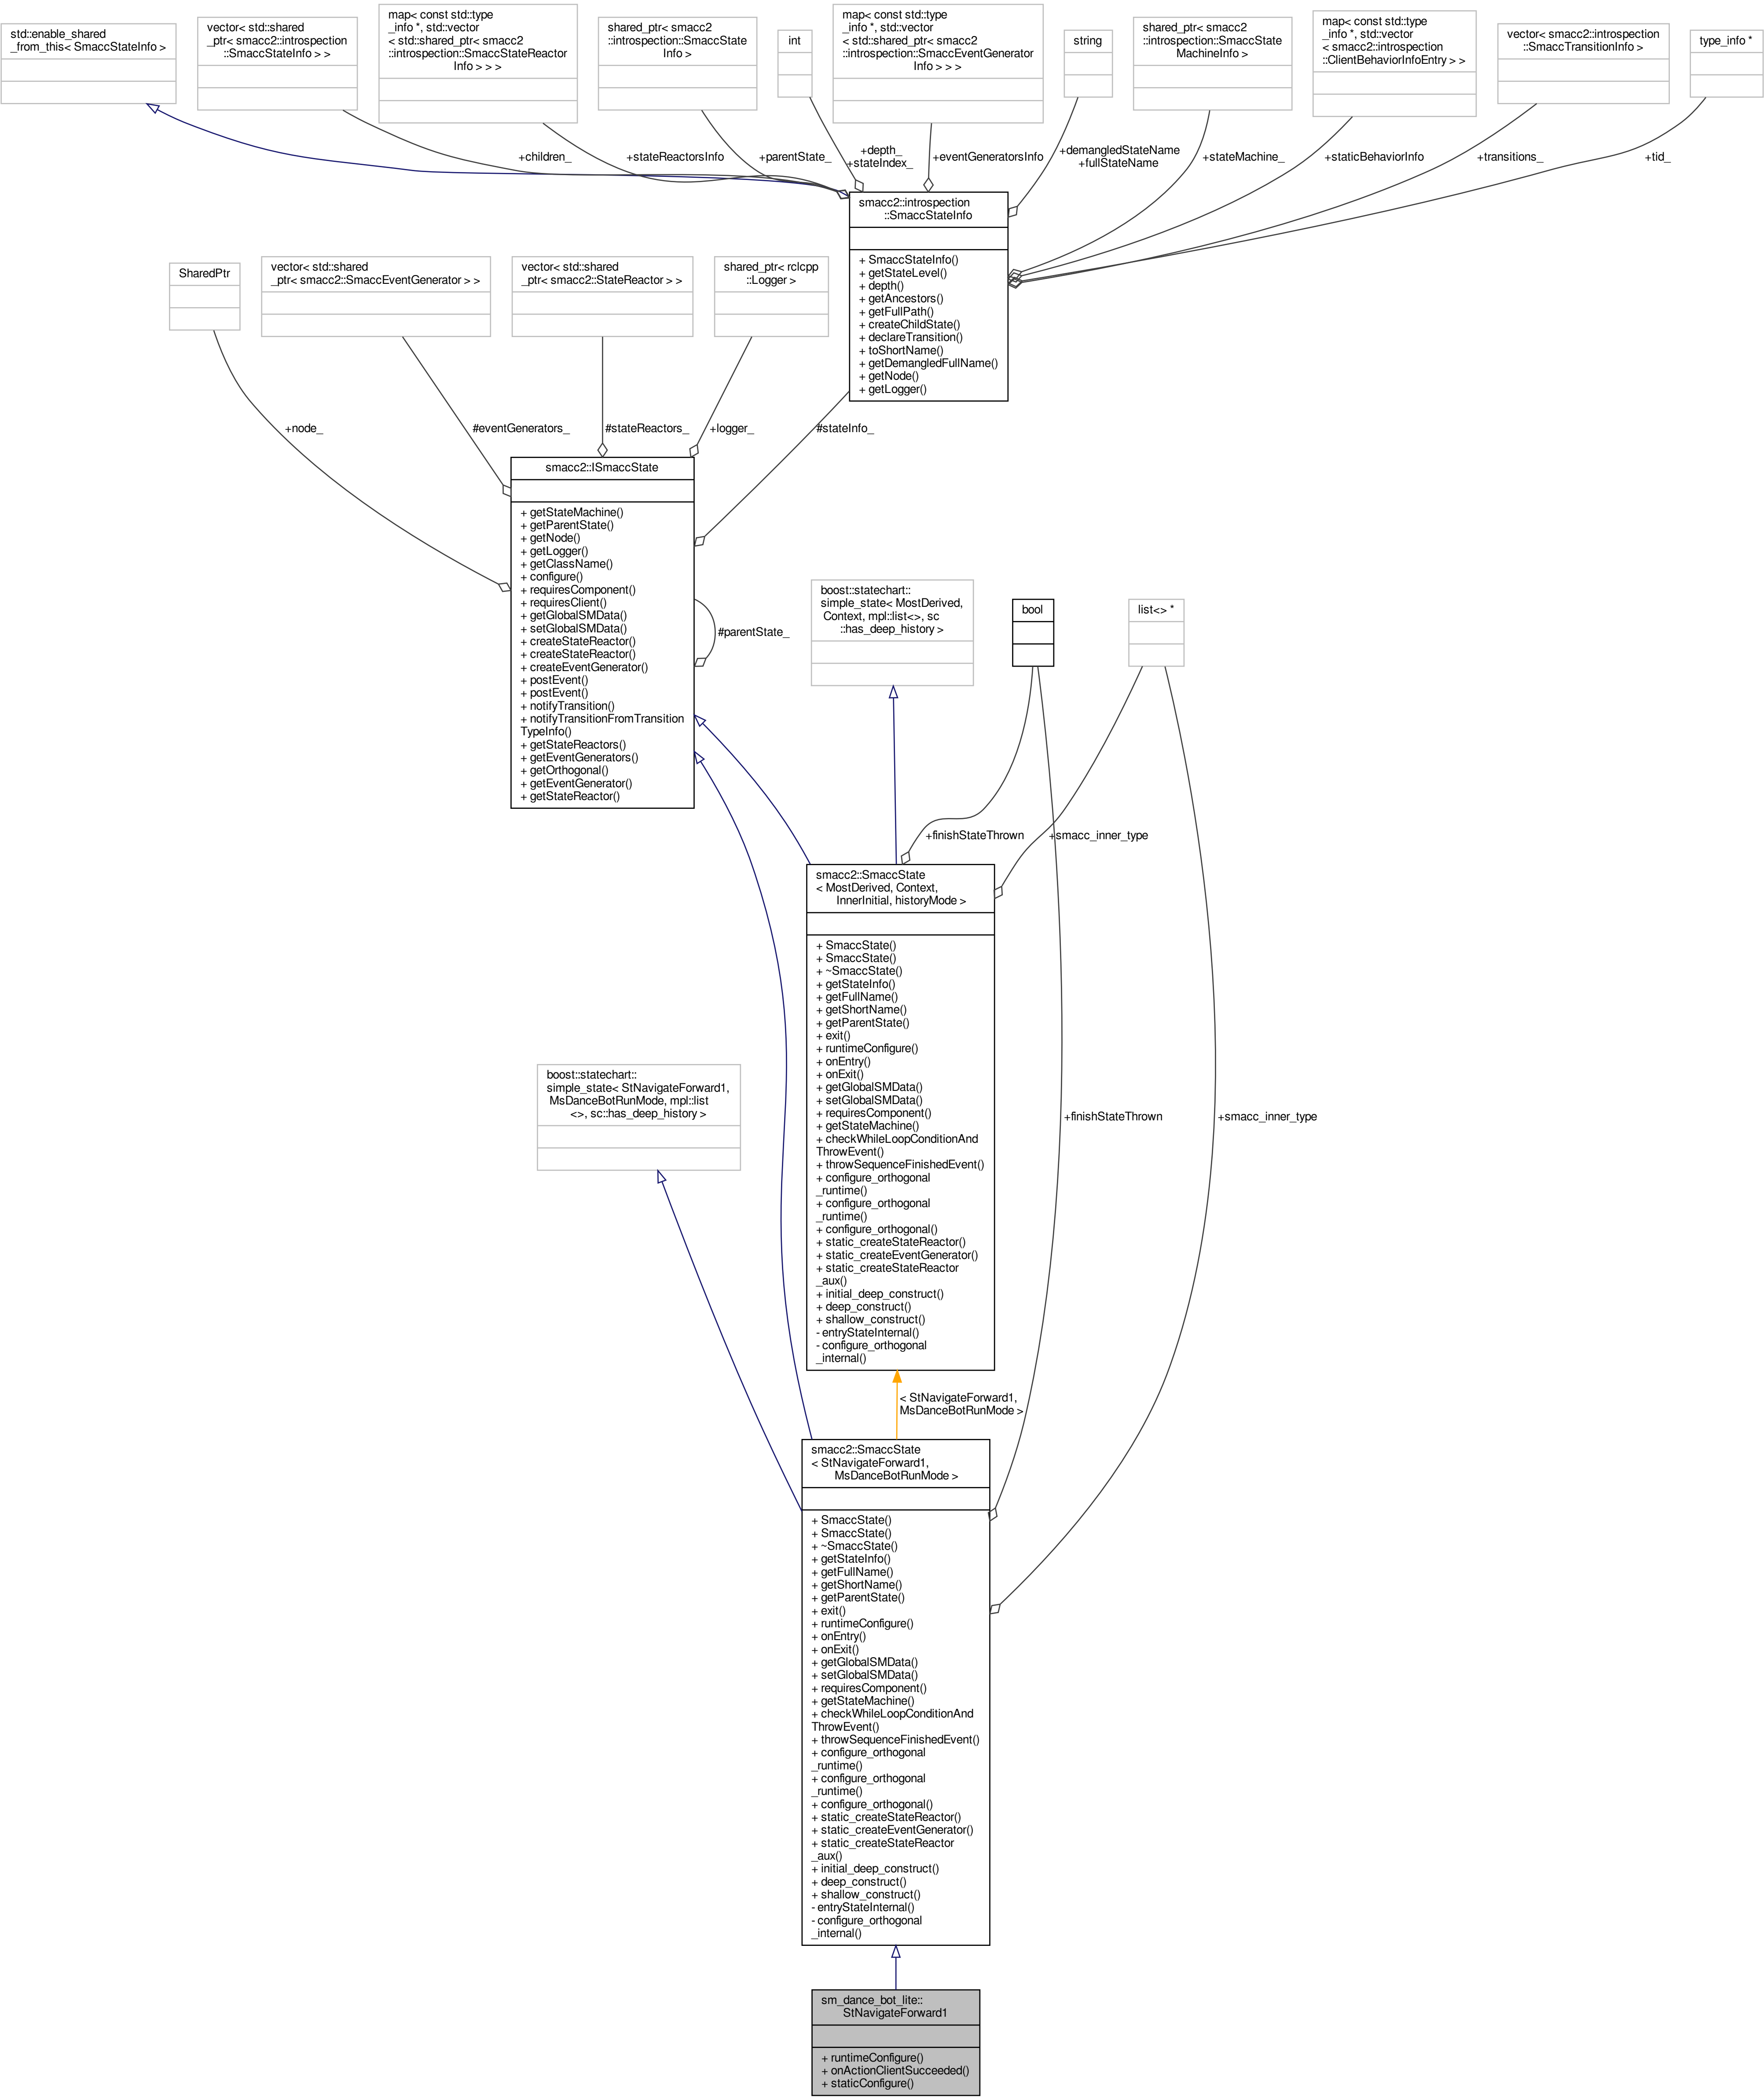 std::enable_shared
_from_this< SmaccStateInfo >
vector< std::shared
_ptr< smacc2::introspection
::SmaccStateInfo > >
map< const std::type
_info *, std::vector
< std::shared_ptr< smacc2
::introspection::SmaccStateReactor
Info > > >
shared_ptr< smacc2
::introspection::SmaccState
Info >
int
map< const std::type
_info *, std::vector
< std::shared_ptr< smacc2
::introspection::SmaccEventGenerator
Info > > >
string
shared_ptr< smacc2
::introspection::SmaccState
MachineInfo >
map< const std::type
_info *, std::vector
< smacc2::introspection
::ClientBehaviorInfoEntry > >
vector< smacc2::introspection
::SmaccTransitionInfo >
type_info *
+children_
+stateReactorsInfo
+parentState_
+depth_
+stateIndex_
+eventGeneratorsInfo
+demangledStateName
+fullStateName
+stateMachine_
+staticBehaviorInfo
+transitions_
+tid_
smacc2::introspection
::SmaccStateInfo
+ SmaccStateInfo()
+ getStateLevel()
+ depth()
+ getAncestors()
+ getFullPath()
+ createChildState()
+ declareTransition()
+ toShortName()
+ getDemangledFullName()
+ getNode()
+ getLogger()
SharedPtr
vector< std::shared
_ptr< smacc2::SmaccEventGenerator > >
vector< std::shared
_ptr< smacc2::StateReactor > >
shared_ptr< rclcpp
::Logger >
+node_
#eventGenerators_
#stateReactors_
+logger_
#stateInfo_
smacc2::ISmaccState
+ getStateMachine()
+ getParentState()
+ getNode()
+ getLogger()
+ getClassName()
+ configure()
+ requiresComponent()
+ requiresClient()
+ getGlobalSMData()
+ setGlobalSMData()
+ createStateReactor()
+ createStateReactor()
+ createEventGenerator()
+ postEvent()
+ postEvent()
+ notifyTransition()
+ notifyTransitionFromTransition
TypeInfo()
+ getStateReactors()
+ getEventGenerators()
+ getOrthogonal()
+ getEventGenerator()
+ getStateReactor()
#parentState_
boost::statechart::
simple_state< MostDerived,
Context, mpl::list<>, sc
::has_deep_history >
bool
list<> *
+finishStateThrown
+smacc_inner_type
smacc2::SmaccState
< MostDerived, Context,
InnerInitial, historyMode >
+ SmaccState()
+ SmaccState()
+ ~SmaccState()
+ getStateInfo()
+ getFullName()
+ getShortName()
+ getParentState()
+ exit()
+ runtimeConfigure()
+ onEntry()
+ onExit()
+ getGlobalSMData()
+ setGlobalSMData()
+ requiresComponent()
+ getStateMachine()
+ checkWhileLoopConditionAnd
ThrowEvent()
+ throwSequenceFinishedEvent()
+ configure_orthogonal
_runtime()
+ configure_orthogonal
_runtime()
+ configure_orthogonal()
+ static_createStateReactor()
+ static_createEventGenerator()
+ static_createStateReactor
_aux()
+ initial_deep_construct()
+ deep_construct()
+ shallow_construct()
- entryStateInternal()
- configure_orthogonal
_internal()
boost::statechart::
simple_state< StNavigateForward1,
MsDanceBotRunMode, mpl::list
<>, sc::has_deep_history >
+finishStateThrown
+smacc_inner_type
< StNavigateForward1,
MsDanceBotRunMode >
smacc2::SmaccState
< StNavigateForward1,
MsDanceBotRunMode >
+ SmaccState()
+ SmaccState()
+ ~SmaccState()
+ getStateInfo()
+ getFullName()
+ getShortName()
+ getParentState()
+ exit()
+ runtimeConfigure()
+ onEntry()
+ onExit()
+ getGlobalSMData()
+ setGlobalSMData()
+ requiresComponent()
+ getStateMachine()
+ checkWhileLoopConditionAnd
ThrowEvent()
+ throwSequenceFinishedEvent()
+ configure_orthogonal
_runtime()
+ configure_orthogonal
_runtime()
+ configure_orthogonal()
+ static_createStateReactor()
+ static_createEventGenerator()
+ static_createStateReactor
_aux()
+ initial_deep_construct()
+ deep_construct()
+ shallow_construct()
- entryStateInternal()
- configure_orthogonal
_internal()
sm_dance_bot_lite::
StNavigateForward1
+ runtimeConfigure()
+ onActionClientSucceeded()
+ staticConfigure()